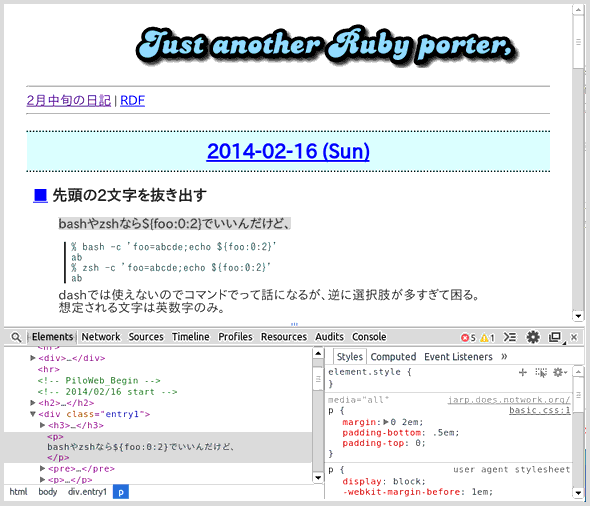 Just another Ruby porter,
2月中旬の日記 | RDF
2014-02-16 (Sun)
■ 先頭の2文字を抜き出す
bashやzshなら${foo:0:2}でいいんだけど、
% bash -c 'foo=abcde;echo ${foo:0:2}'
ab
% zsh -c 'foo=abcde;echo ${foo:0:2}'
ab
dashでは使えないのでコマンドでって話になるが、逆に選択肢が多すぎて困る。
想定される文字は英数字のみ。
Elements Network Sources Timeline Profiles Resources Audits Console 5 1
<div>…</div>
<hr>
<!-- PiloWeb_Begin -->
<!-- 2014/02/16 start -->
<h2>…</h2>
<div class="entry1">
<h3>…</h3>
<p>
bashやzshなら${foo:0:2}でいいんだけど、
</p>
<pre>…</pre>
<p>…</p>
html body div.entry1 p
Styles Computed Event Listeners »
element.style {
}
media="all" jarp.does.notwork.org/
p { basic.css:1
margin: 0 2em;
padding-bottom: .5em;
padding-top: 0;
}
p { user agent stylesheet
display: block;
-webkit-margin-before: 1em;